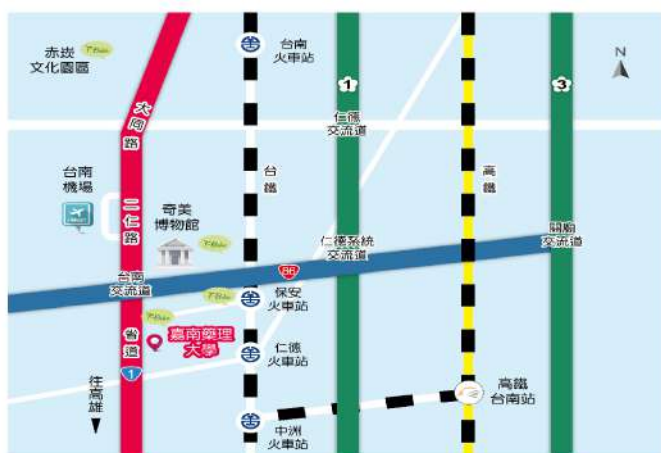 赤崁
文化園區
台南
火車站
N
1
3
大同路
仁德
交流道
台鐵
高鐵
台南
機場
二仁路
奇美
博物館
仁德系統
交流道
關廟
交流道
86
台南
交流道
保安
火車站
省道
嘉南藥理
大學
仁德
火車站
1
往高雄
高鐵
台南站
中洲
火車站